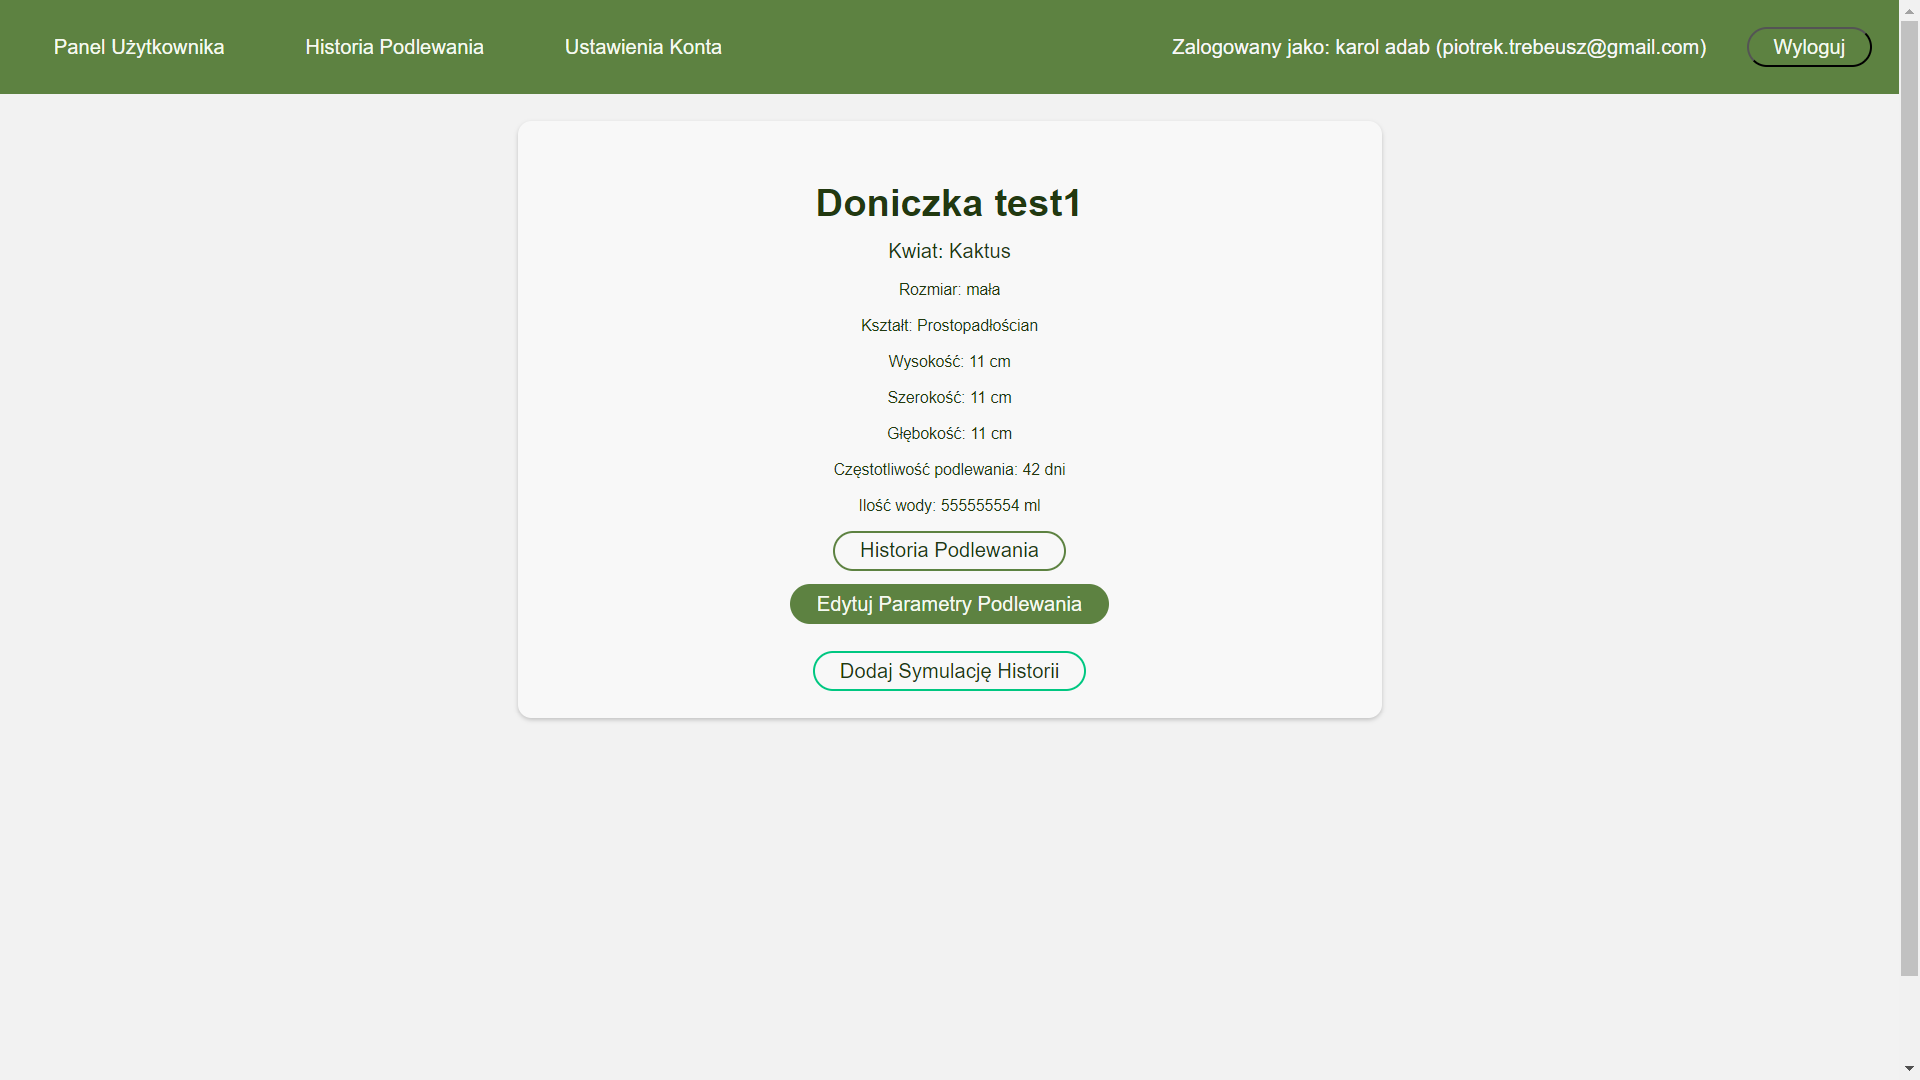 Panel Użytkownika
Historia Podlewania
Ustawienia Konta
Zalogowany jako: karol adab (piotrek.trebeusz@gmail.com)
Wyloguj
Doniczka test1
Kwiat: Kaktus
Rozmiar: mała
Kształt: Prostopadłościan
Wysokość: 11 cm
Szerokość: 11 cm
Głębokość: 11 cm
Częstotliwość podlewania: 42 dni
Ilość wody: 555555554 ml
Historia Podlewania
Edytuj Parametry Podlewania
Dodaj Symulację Historii